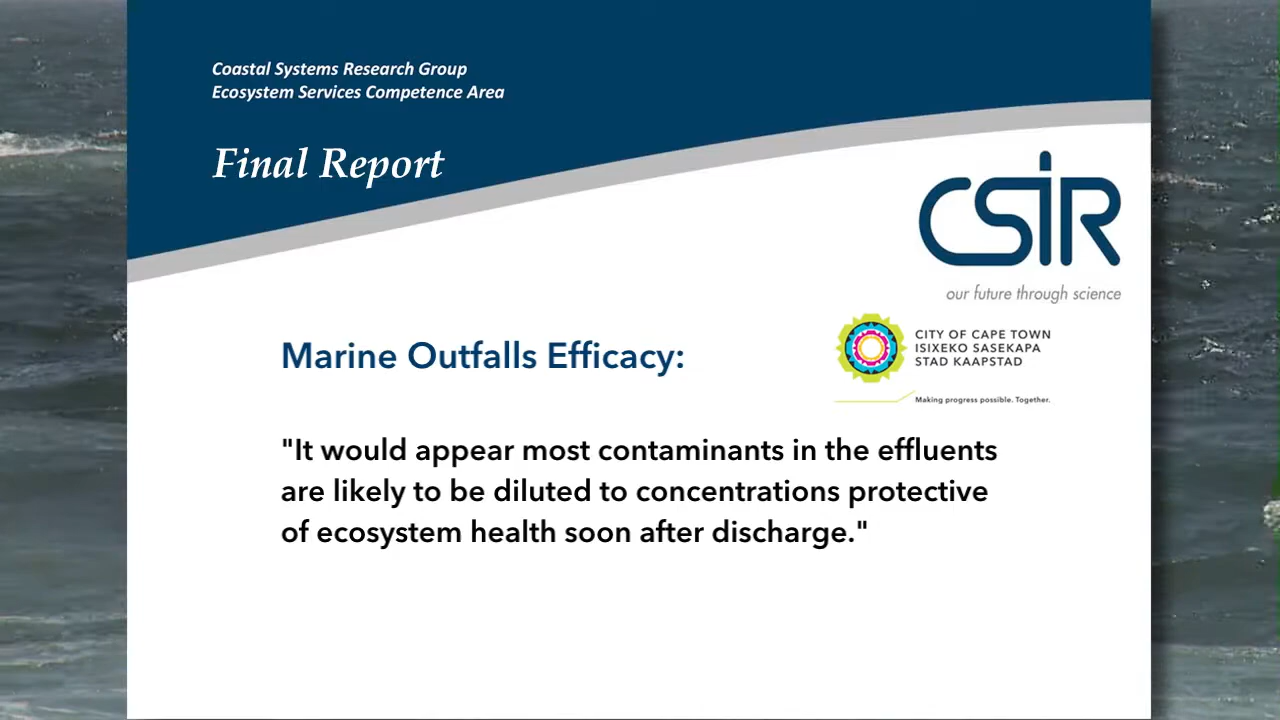 Coastal Systems Research Group
Ecosystem Services Competence Area
Final Report
CSIR
our future through science
CITY OF CAPE TOWN
ISIXEKO SASEKAPA
STAD KAAPSTAD
Making progress possible. Together.
Marine Outfalls Efficacy:
"It would appear most contaminants in the effluents
are likely to be diluted to concentrations protective
of ecosystem health soon after discharge."